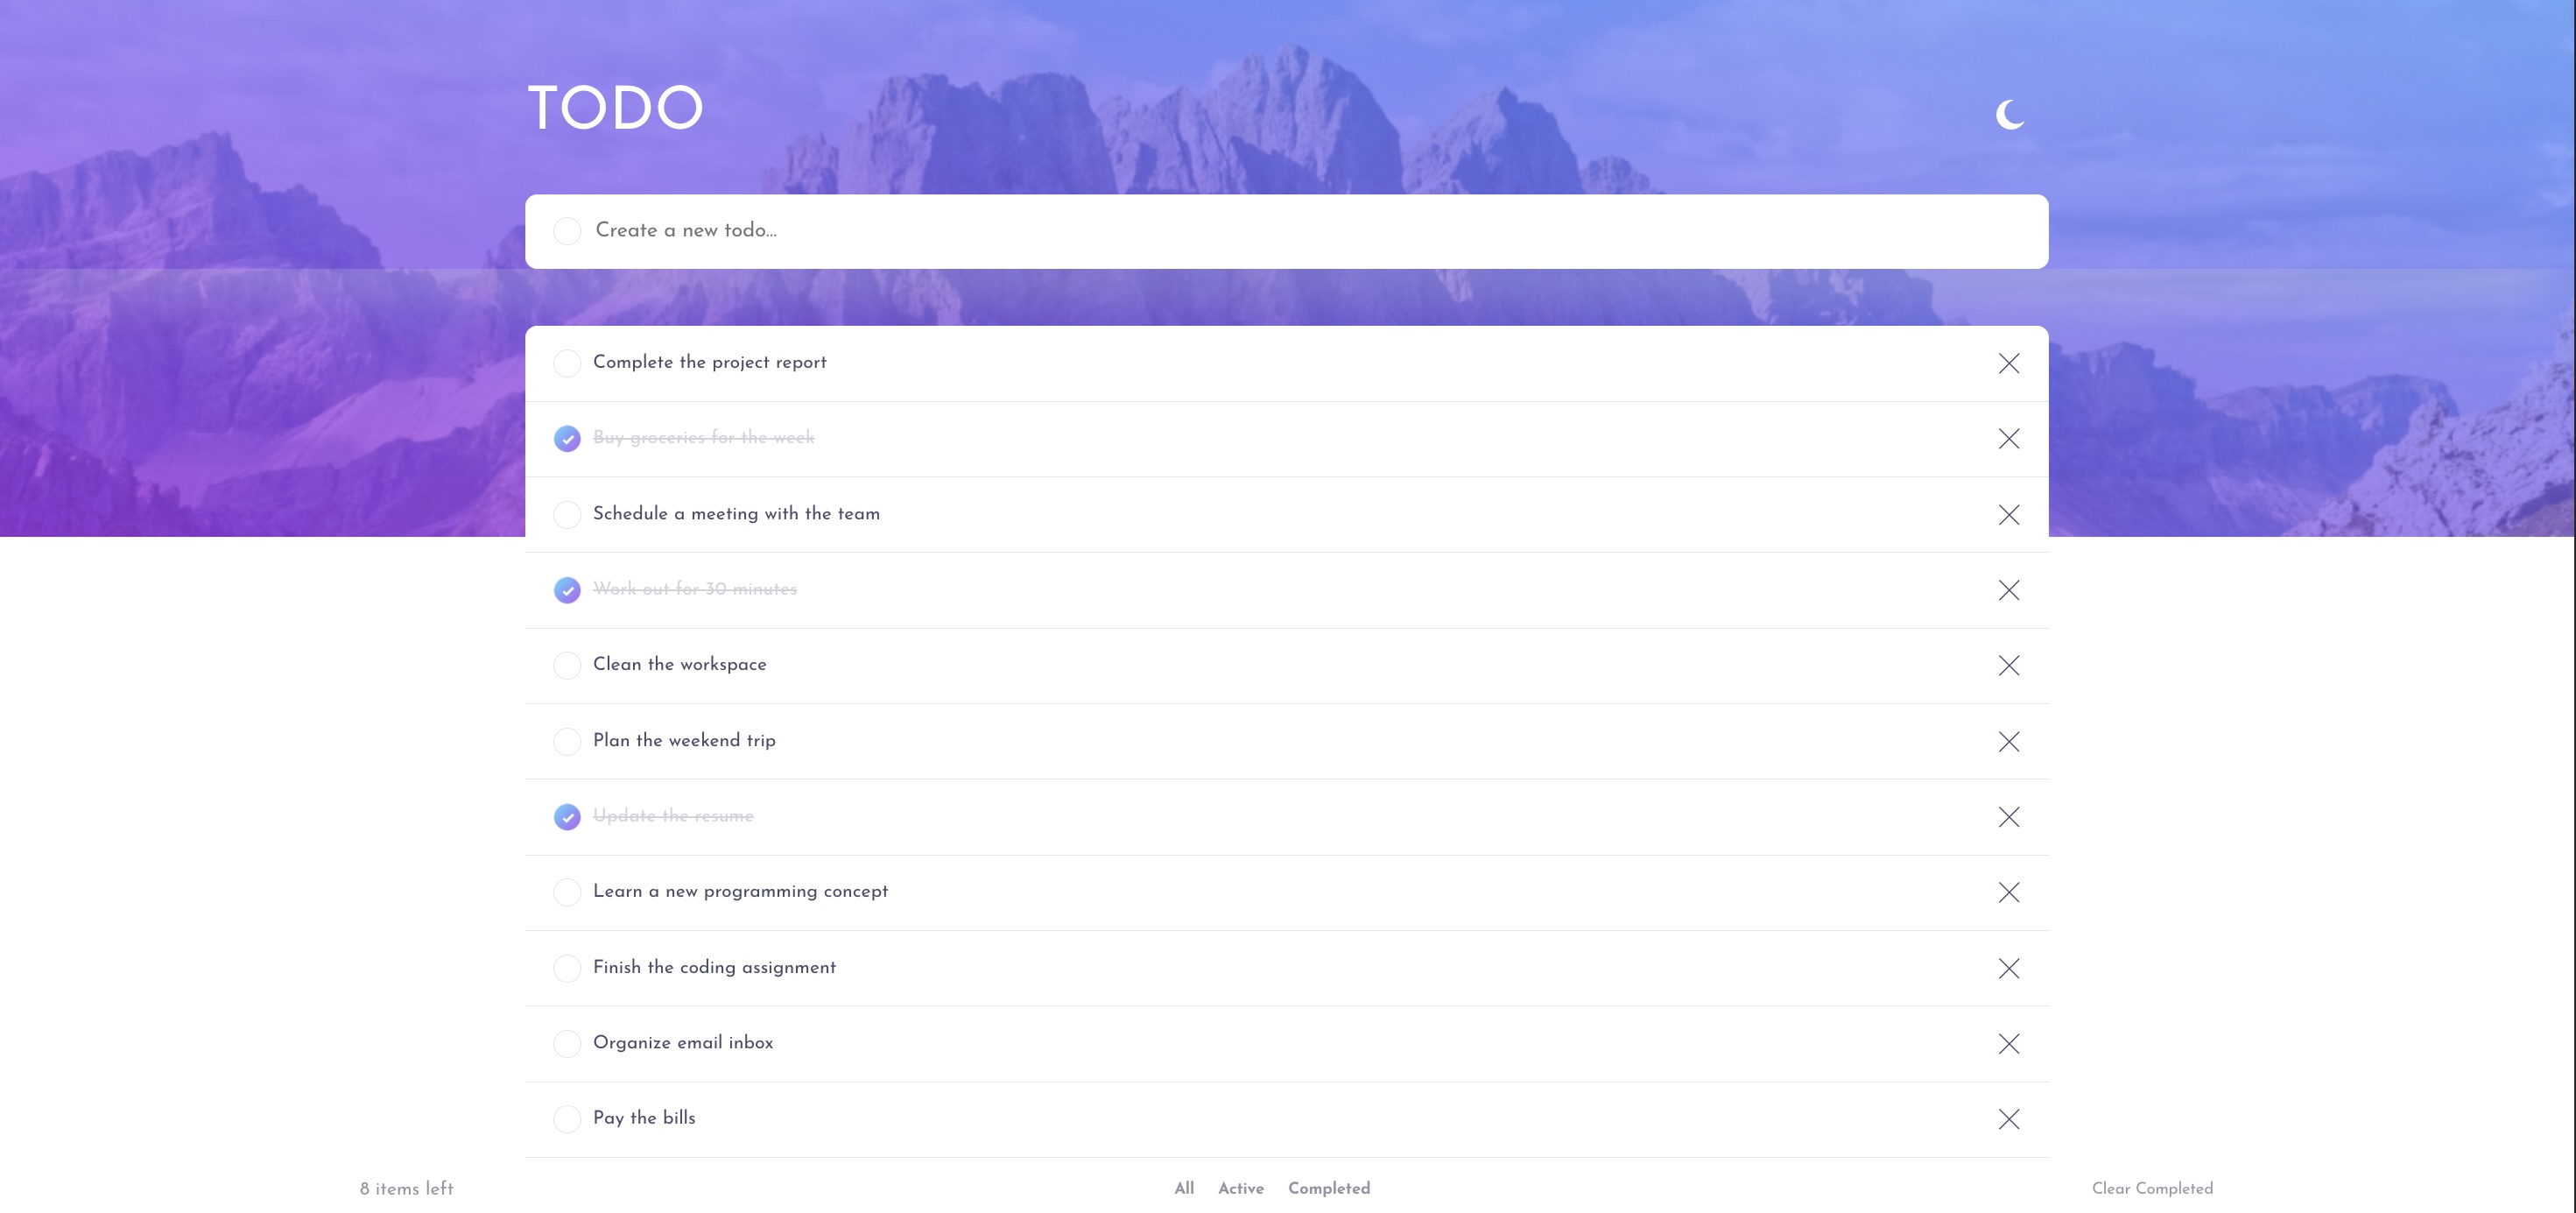 TODO
Create a new todo...
Complete the project report
Buy groceries for the week
Schedule a meeting with the team
Work out for 30 minutes
Clean the workspace
Plan the weekend trip
Update the resume
Learn a new programming concept
Finish the coding assignment
Organize email inbox
Pay the bills
8 items left All Active Completed Clear Completed